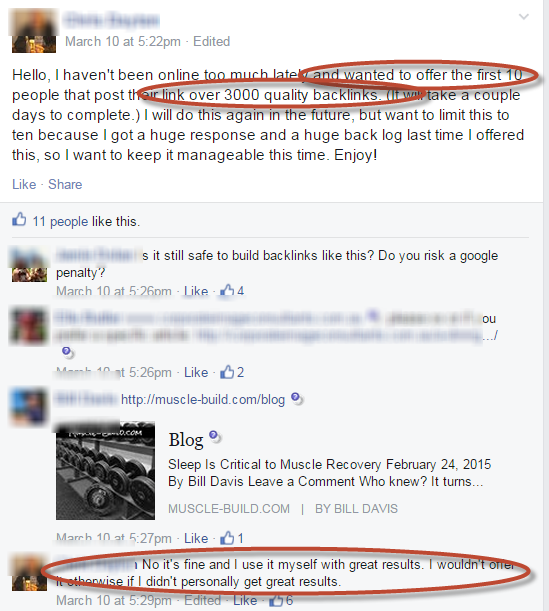 March 10 at 5:22pm · Edited
Hello, I haven't been online too much lately and wanted to offer the first 10
people that post their link over 3000 quality backlinks. (It will take a couple
days to complete.) I will do this again in the future, but want to limit this to
ten because I got a huge response and a huge back log last time I offered
this, so I want to keep it manageable this time. Enjoy!
Like · Share
11 people like this.
s it still safe to build backlinks like this? Do you risk a google
penalty?
March 10 at 5:26pm · Like · 4
ou
.../
March 10 at 5:26pm · Like · 2
http://muscle-build.com/blog
.COM
Blog
Sleep Is Critical to Muscle Recovery February 24, 2015
By Bill Davis Leave a Comment Who knew? It turns...
MUSCLE-BUILD.COM | BY BILL DAVIS
March 10 at 5:27pm · Like · 1
No it's fine and I use it myself with great results. I wouldn't offer
it otherwise if I didn't personally get great results.
March 10 at 5:29pm · Edited · Like · 6